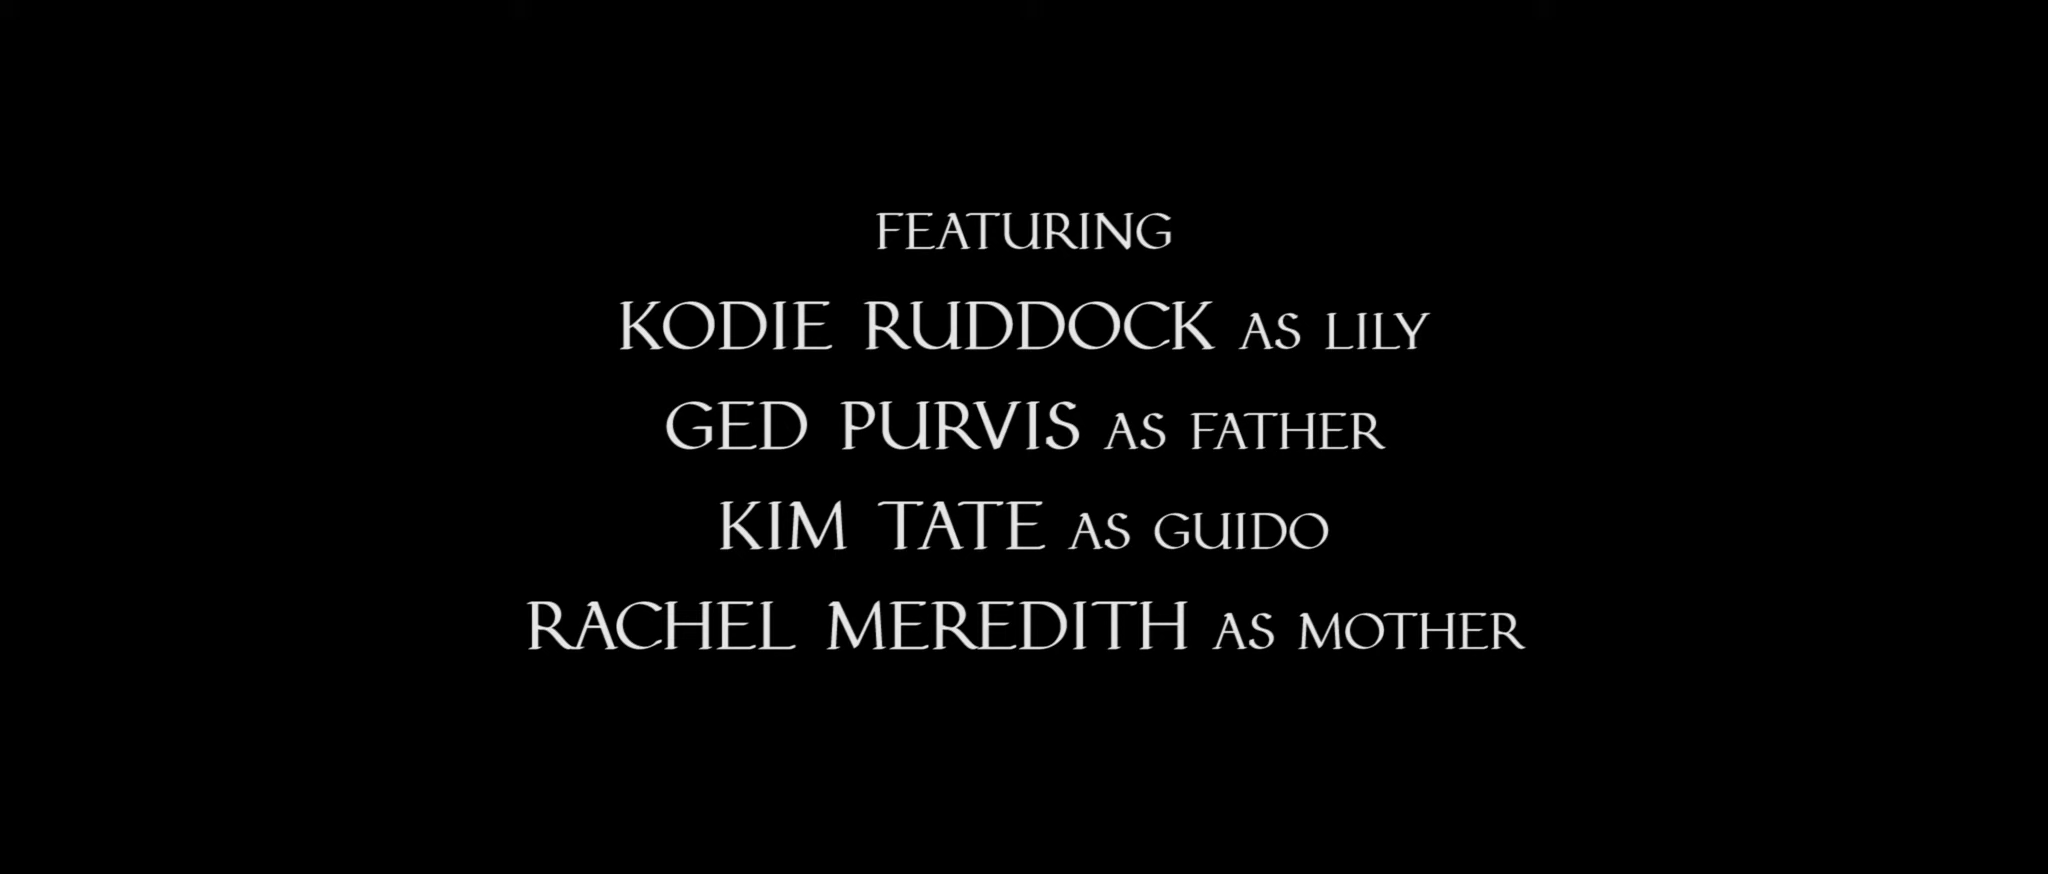 FEATURING
KODIE RUDDOCK AS LILY
GED PURVIS AS FATHER
KIM TATE AS GUIDO
RACHEL MEREDITH AS MOTHER